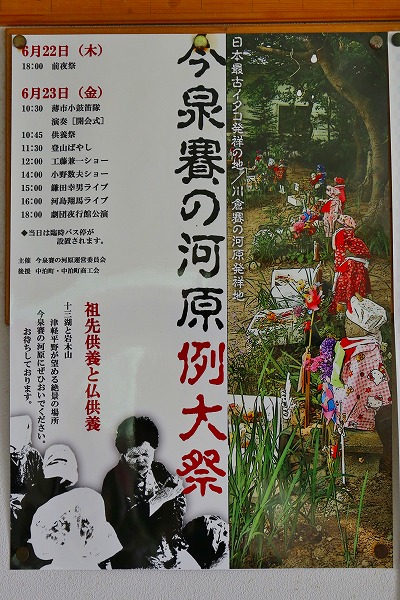 今泉賽の河原例大祭
日本最古イタコ発祥の地/川倉賽の河原発祥地
6月22日(木)
18:00 前夜祭
6月23日(金)
10:30 薄市小鼓笛隊
演奏[開会式]
10:45 供養祭
11:30 登山ばやし
12:00 工藤兼一ショー
14:00 小野数夫ショー
15:00 鎌田幸男ライブ
16:00 河島翔馬ライブ
18:00 劇団夜行館公演
◆当日は臨時バス停が
設置されます。
主催 今泉賽の河原運営委員会
後援 中泊町・中泊町商工会
祖先供養と仏供養
十三湖と岩木山
津軽平野が望める絶景の場所
今泉賽の河原にぜひおいでください。
お待ちしております。